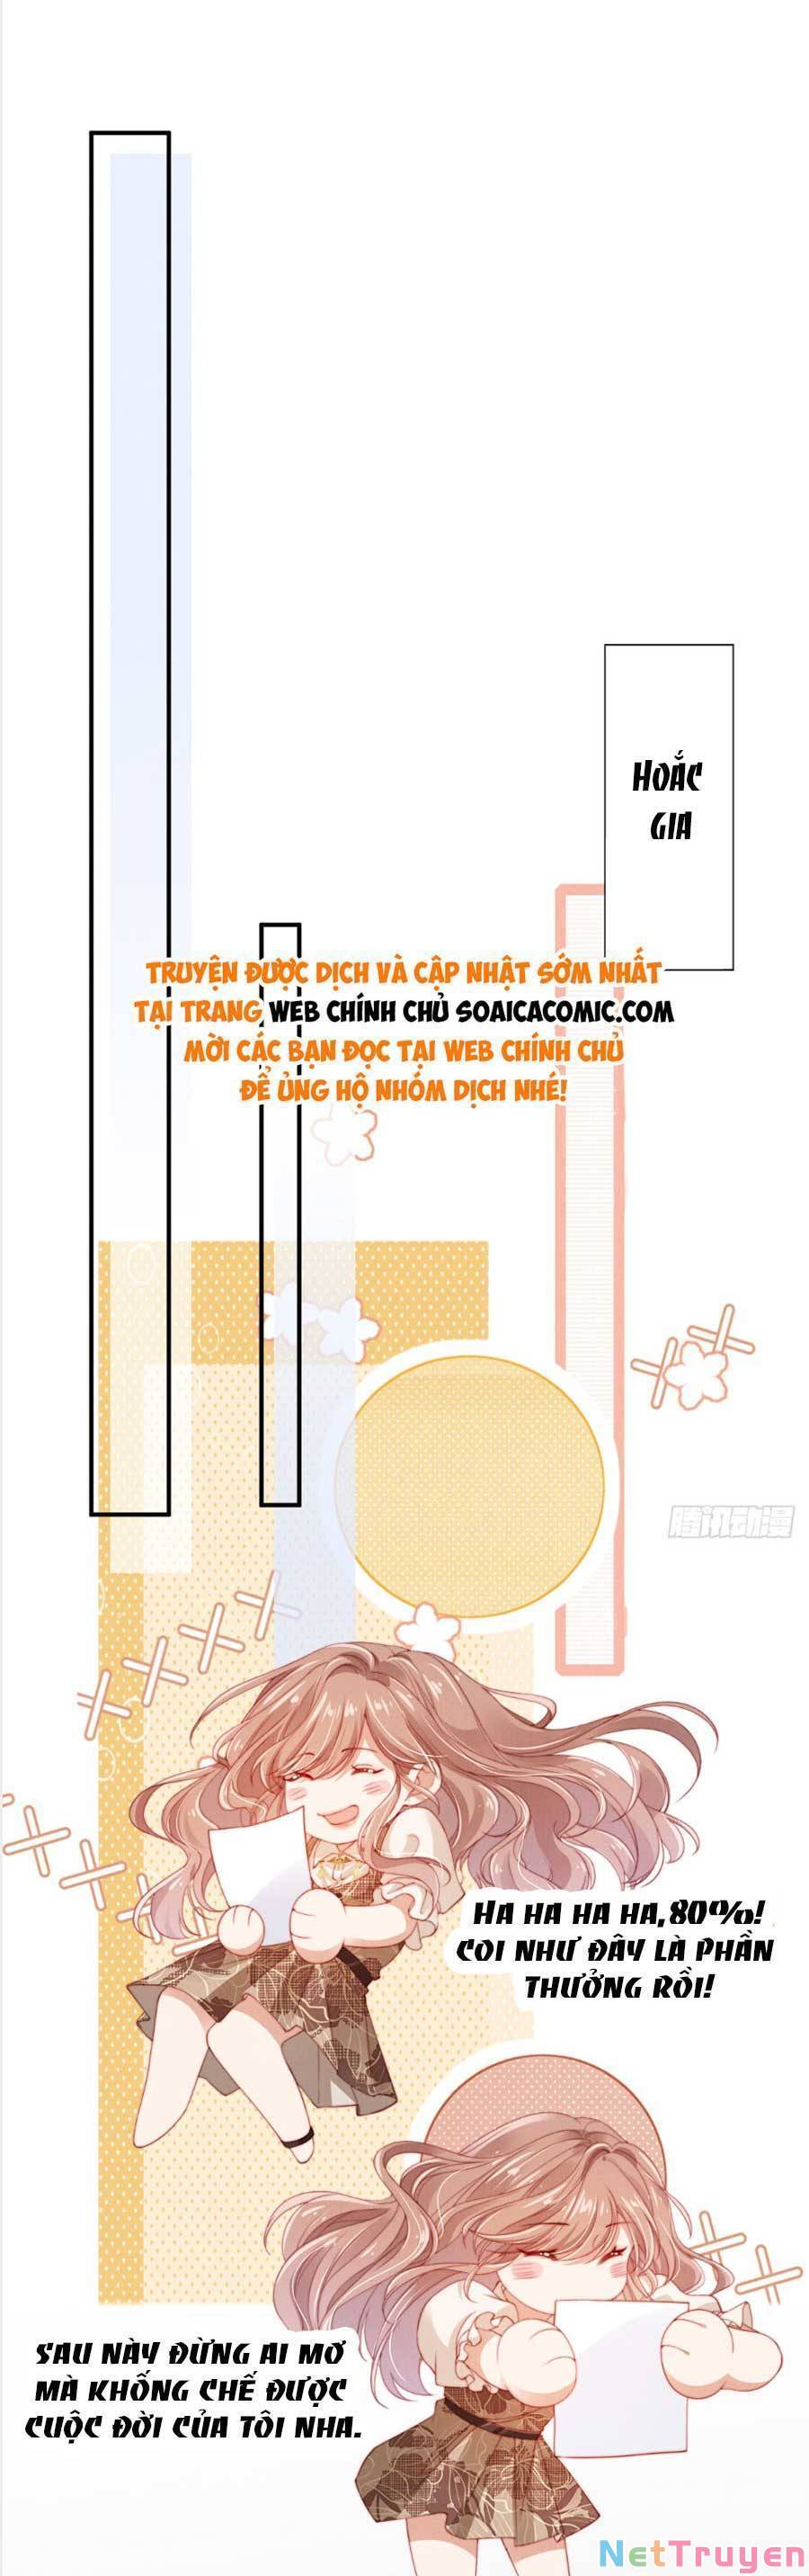 HOẮC
GIA
TRUYỆN ĐƯỢC DỊCH VÀ CẬP NHẬT SỚM NHẤT
TẠI TRANG WEB CHÍNH CHỦ SOAICACOMIC.COM
MỜI CÁC BẠN ĐỌC TẠI WEB CHÍNH CHỦ
ĐỂ ỦNG HỘ NHÓM DỊCH NHÉ!
腾讯动漫
HA HA HA HA, 80%!
COI NHƯ ĐÂY LÀ PHẦN
THƯỞNG RỒI!
SAU NÀY ĐỪNG AI MƠ
MÀ KHỐNG CHẾ ĐƯỢC
CUỘC ĐỜI CỦA TÔI NHA.
NetTruyen